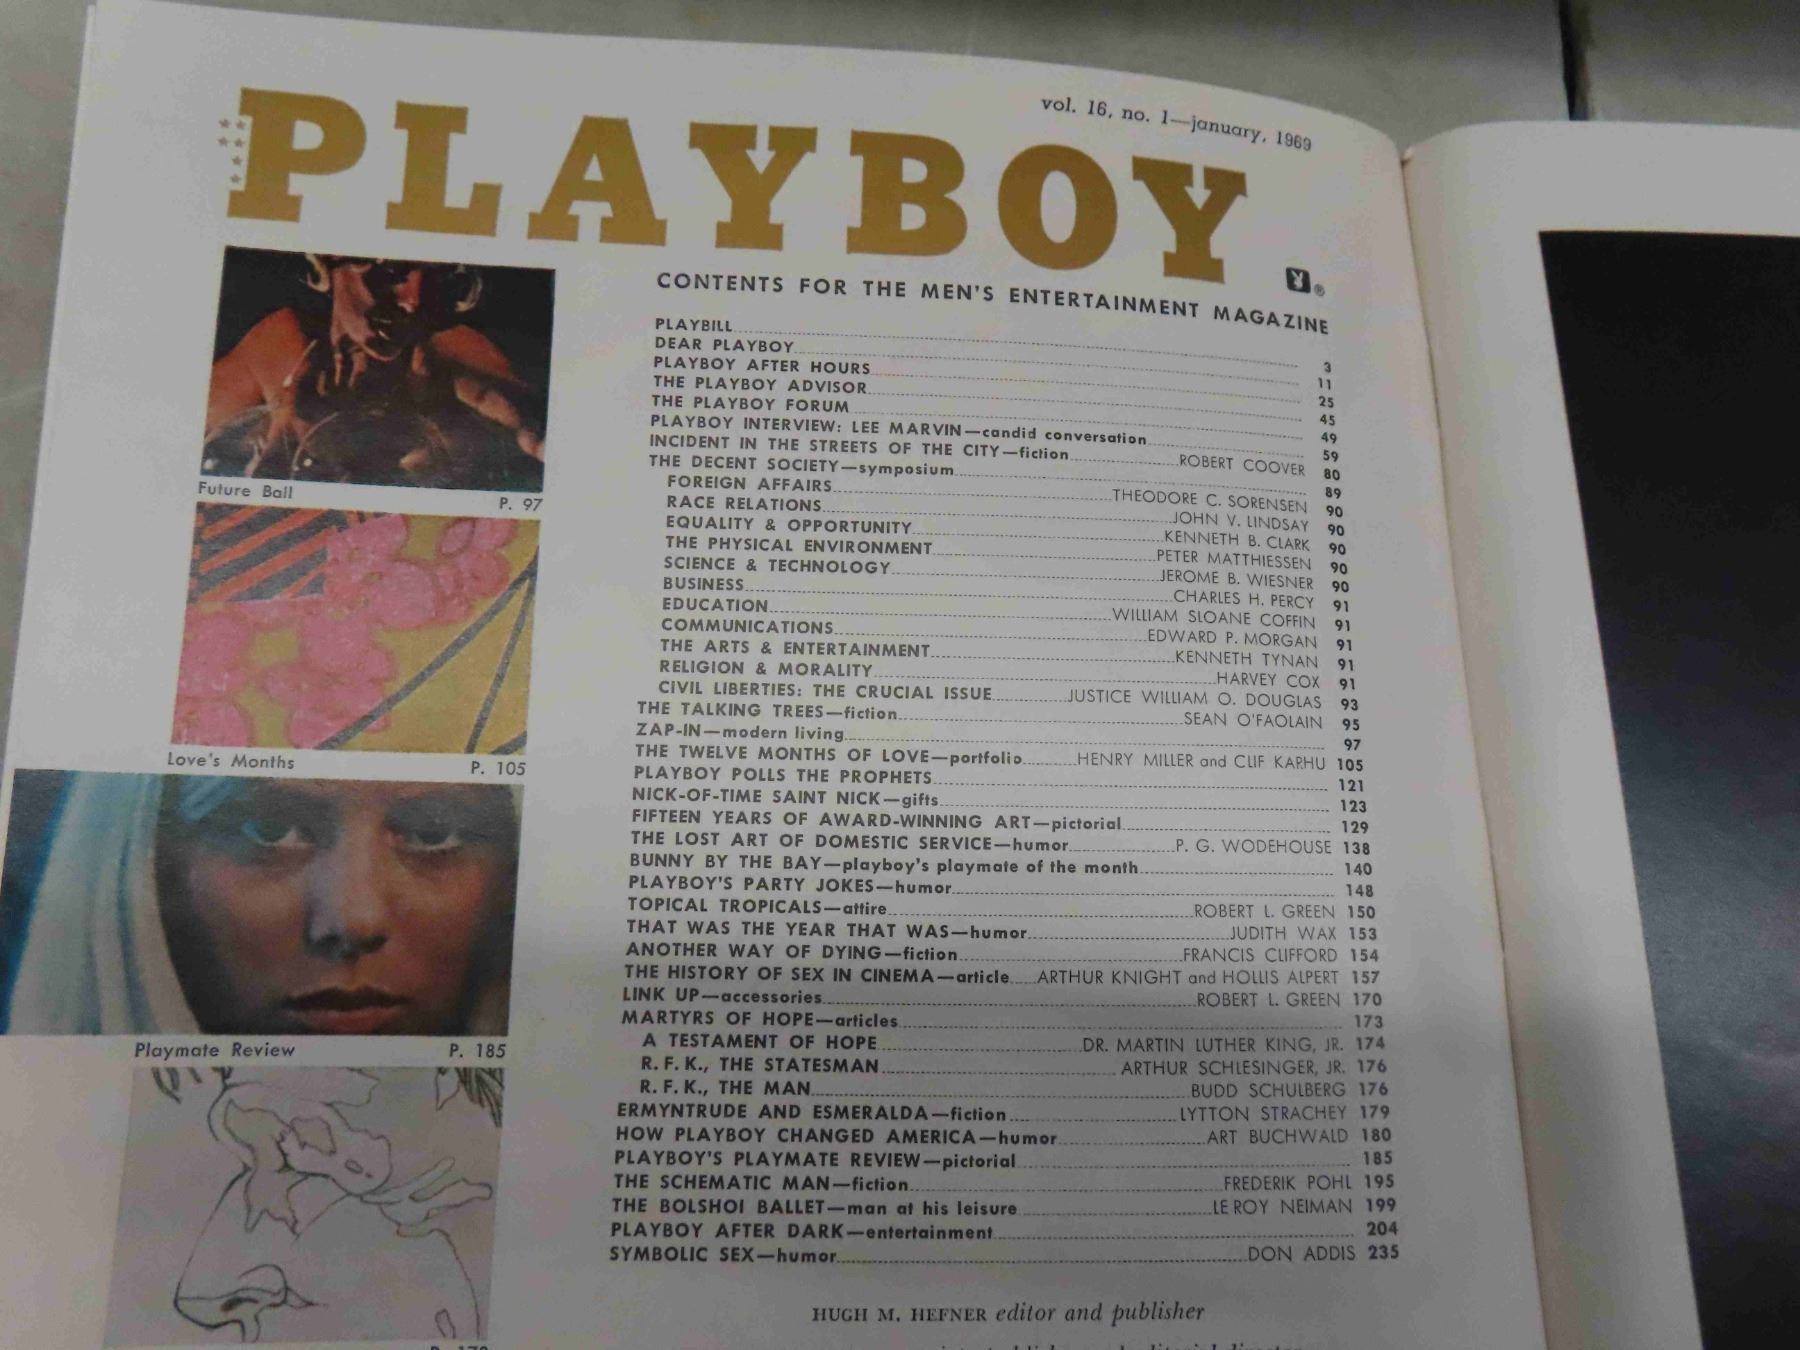 vol. 16, no. 1—january, 1969
PLAYBOY
®
CONTENTS FOR THE MEN'S ENTERTAINMENT MAGAZINE
PLAYBILL 3
DEAR PLAYBOY 11
PLAYBOY AFTER HOURS 25
THE PLAYBOY ADVISOR 45
THE PLAYBOY FORUM 49
PLAYBOY INTERVIEW: LEE MARVIN—candid conversation 59
INCIDENT IN THE STREETS OF THE CITY—fiction ROBERT COOVER 80
THE DECENT SOCIETY—symposium 89
FOREIGN AFFAIRS THEODORE C. SORENSEN 90
RACE RELATIONS JOHN V. LINDSAY 90
EQUALITY & OPPORTUNITY KENNETH B. CLARK 90
THE PHYSICAL ENVIRONMENT PETER MATTHIESSEN 90
SCIENCE & TECHNOLOGY JEROME B. WIESNER 90
BUSINESS CHARLES H. PERCY 91
EDUCATION WILLIAM SLOANE COFFIN 91
COMMUNICATIONS EDWARD P. MORGAN 91
THE ARTS & ENTERTAINMENT KENNETH TYNAN 91
RELIGION & MORALITY HARVEY COX 91
CIVIL LIBERTIES: THE CRUCIAL ISSUE JUSTICE WILLIAM O. DOUGLAS 93
THE TALKING TREES—fiction SEAN O'FAOLAIN 95
ZAP-IN—modern living 97
THE TWELVE MONTHS OF LOVE—portfolio HENRY MILLER and CLIF KARHU 105
PLAYBOY POLLS THE PROPHETS 121
NICK-OF-TIME SAINT NICK—gifts 123
FIFTEEN YEARS OF AWARD-WINNING ART—pictorial 129
THE LOST ART OF DOMESTIC SERVICE—humor P. G. WODEHOUSE 138
BUNNY BY THE BAY—playboy's playmate of the month 140
PLAYBOY'S PARTY JOKES—humor 148
TOPICAL TROPICALS—attire ROBERT L. GREEN 150
THAT WAS THE YEAR THAT WAS—humor JUDITH WAX 153
ANOTHER WAY OF DYING—fiction FRANCIS CLIFFORD 154
THE HISTORY OF SEX IN CINEMA—article ARTHUR KNIGHT and HOLLIS ALPERT 157
LINK UP—accessories ROBERT L. GREEN 170
MARTYRS OF HOPE—articles 173
A TESTAMENT OF HOPE DR. MARTIN LUTHER KING, JR. 174
R. F. K., THE STATESMAN ARTHUR SCHLESINGER, JR. 176
R. F. K., THE MAN BUDD SCHULBERG 176
ERMYNTRUDE AND ESMERALDA—fiction LYTTON STRACHEY 179
HOW PLAYBOY CHANGED AMERICA—humor ART BUCHWALD 180
PLAYBOY'S PLAYMATE REVIEW—pictorial 185
THE SCHEMATIC MAN—fiction FREDERIK POHL 195
THE BOLSHOI BALLET—man at his leisure LE ROY NEIMAN 199
PLAYBOY AFTER DARK—entertainment 204
SYMBOLIC SEX—humor DON ADDIS 235
HUGH M. HEFNER editor and publisher
Future Ball P. 97
Love's Months P. 105
Playmate Review P. 185